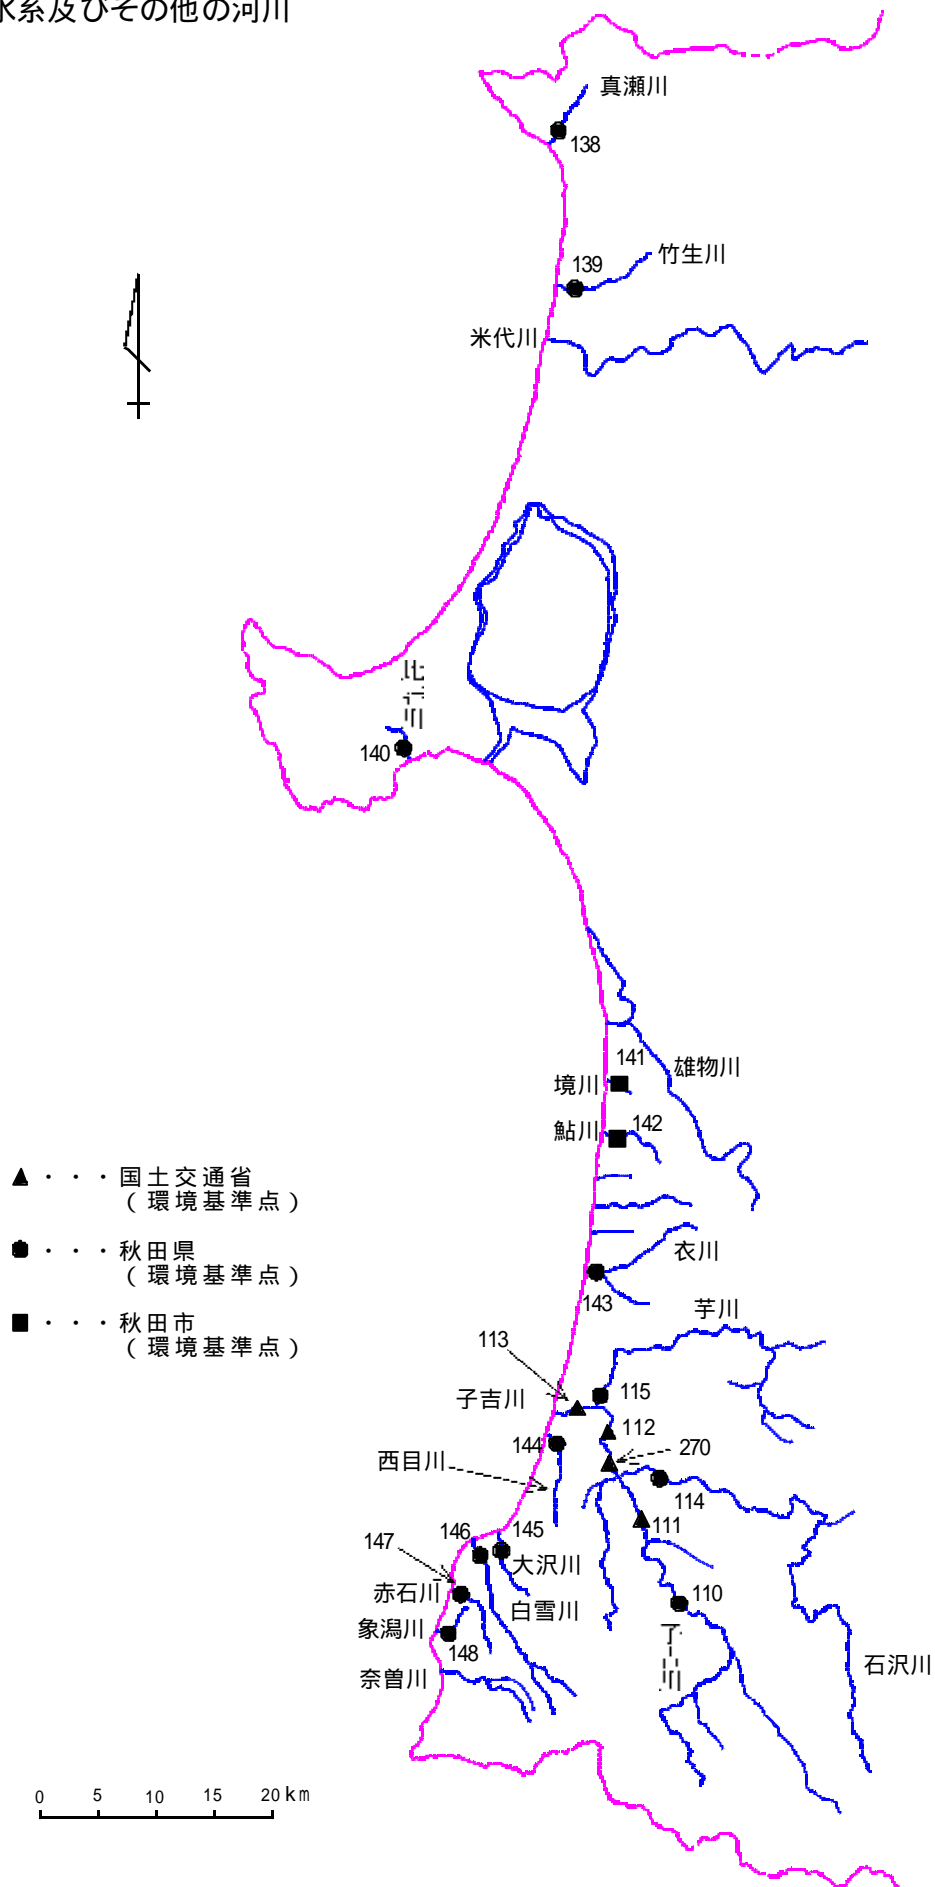 水系及びその他の河川
真瀬川
138
139
竹生川
米代川
140
141
境川
雄物川
鮎川
142
▲・・・国土交通省
（環境基準点）
●・・・秋田県
（環境基準点）
■・・・秋田市
（環境基準点）
衣川
143
芋川
113
子吉川
115
112
144
270
西目川
114
111
147
146
145
大沢川
赤石川
110
白雪川
象潟川
148
石沢川
奈曽川
0 5 10 15 20km